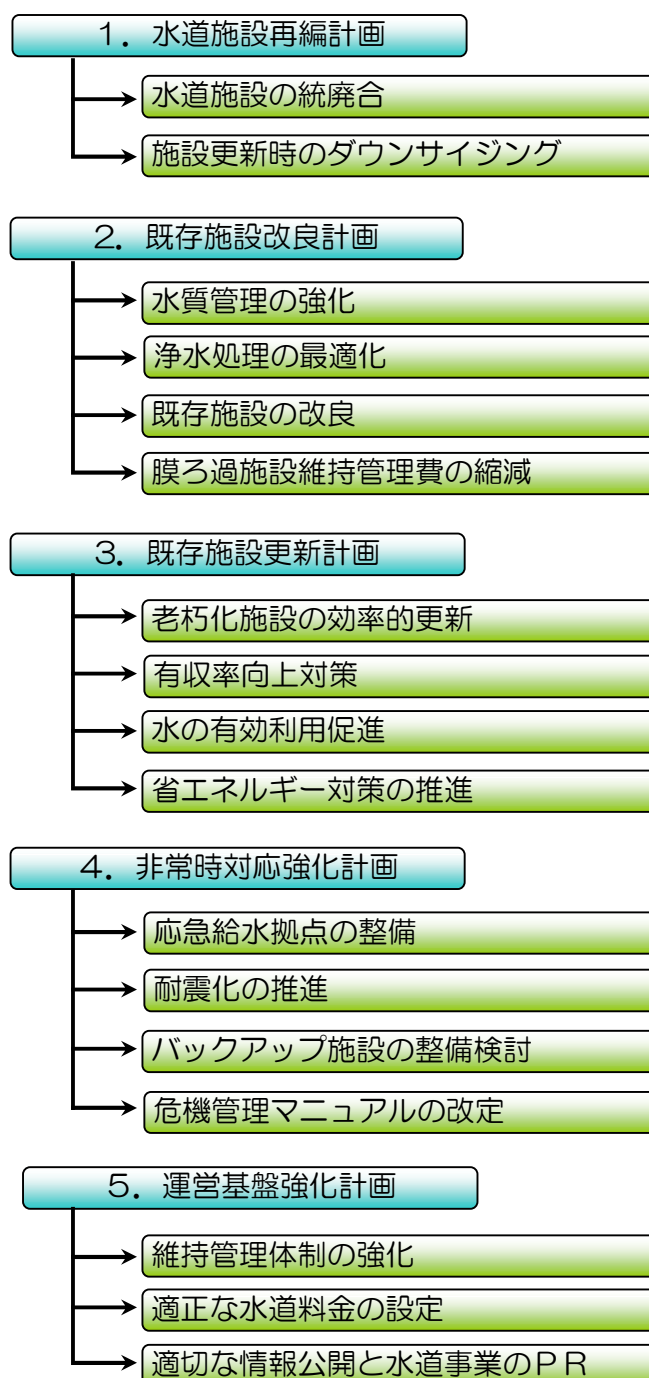 1．水道施設再編計画
水道施設の統廃合
施設更新時のダウンサイジング
2．既存施設改良計画
水質管理の強化
浄水処理の最適化
既存施設の改良
膜ろ過施設維持管理費の縮減
3．既存施設更新計画
老朽化施設の効率的更新
有収率向上対策
水の有効利用促進
省エネルギー対策の推進
4．非常時対応強化計画
応急給水拠点の整備
耐震化の推進
バックアップ施設の整備検討
危機管理マニュアルの改定
5．運営基盤強化計画
維持管理体制の強化
適正な水道料金の設定
適切な情報公開と水道事業のＰＲ